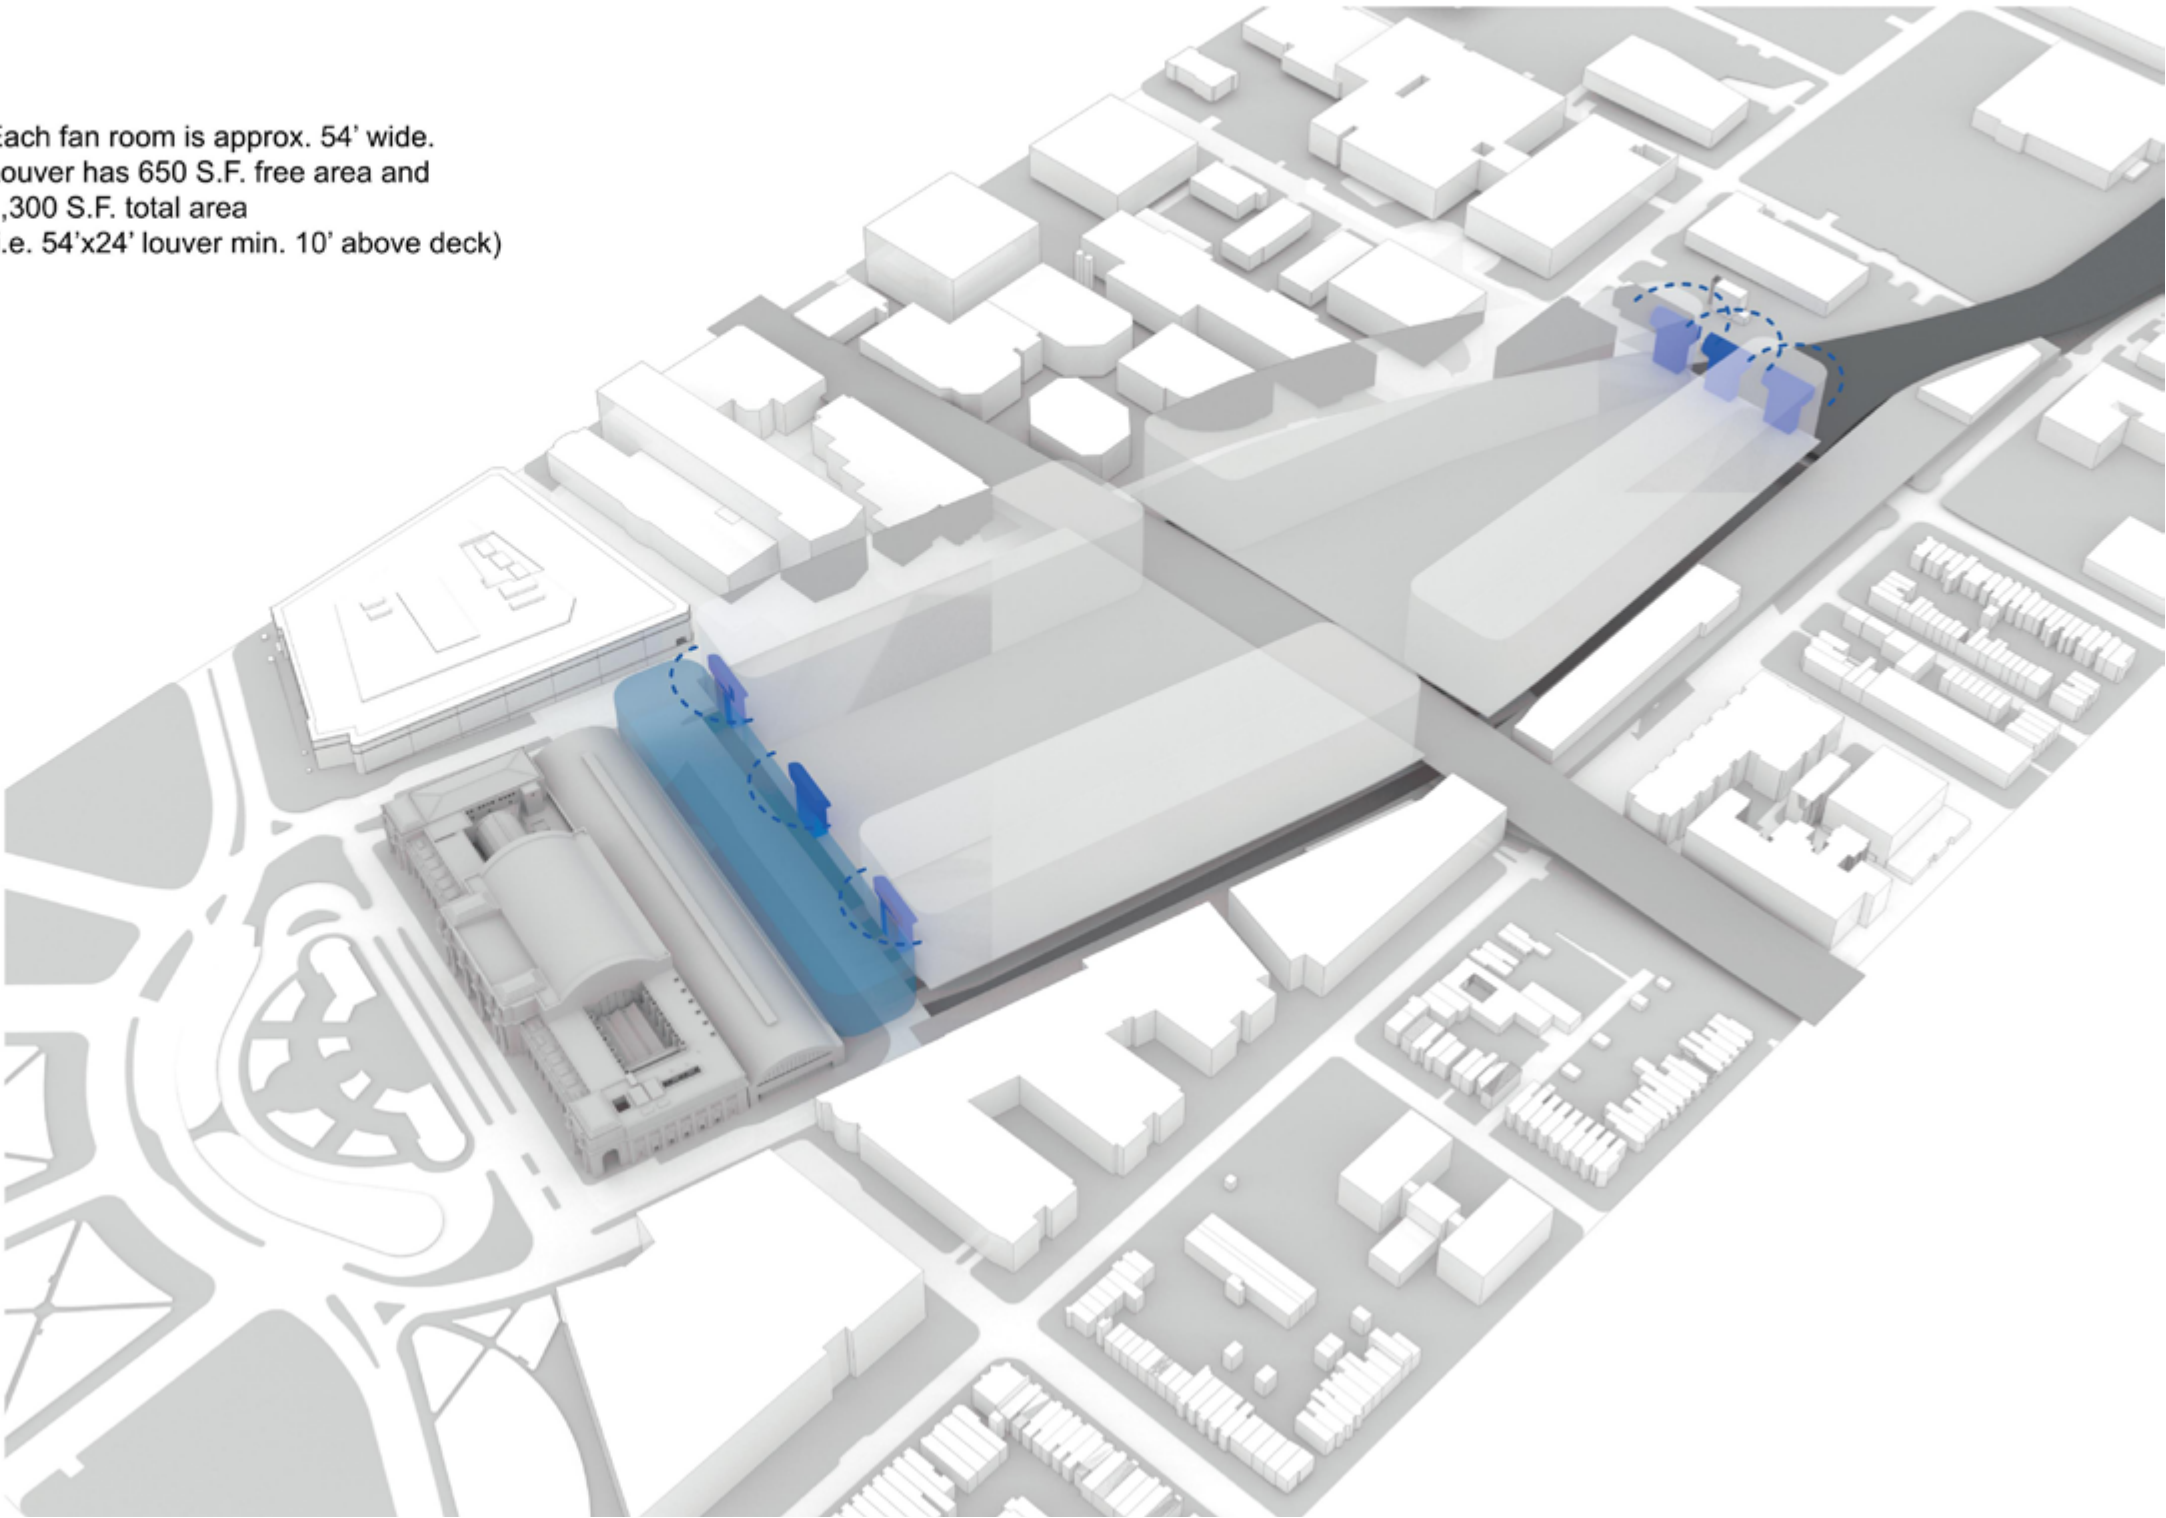 Each fan room is approx. 54’ wide.
ouver has 650 S.F. free area and
,300 S.F. total area
.e. 54’x24’ louver min. 10’ above deck)